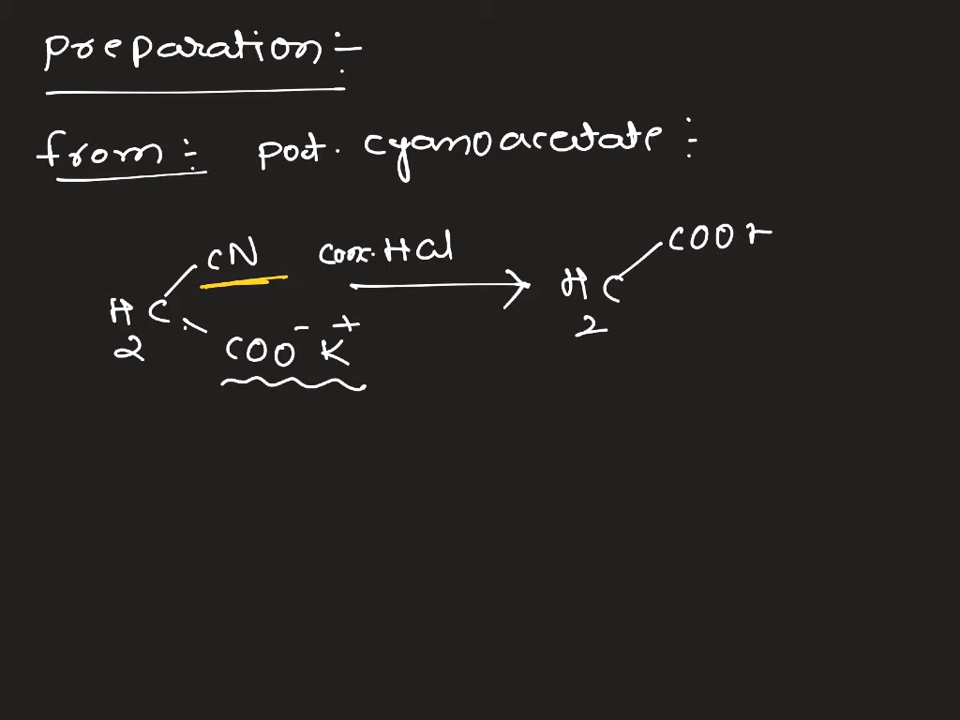 Preparation:-
from:- pot. cyanoacetate:-
CN conc. HCl COOH
H2C H2C
COO- K+